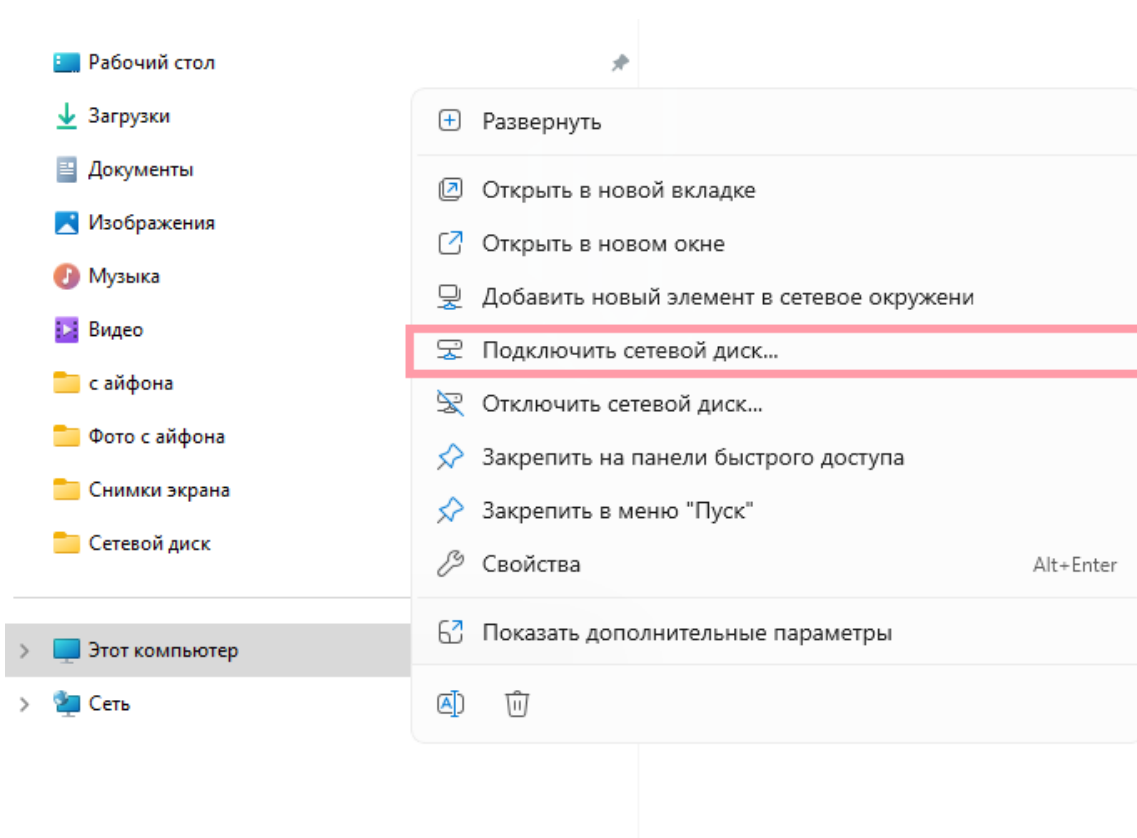 Рабочий стол
Загрузки
Документы
Изображения
Музыка
Видео
с айфона
Фото с айфона
Снимки экрана
Сетевой диск
Этот компьютер
Сеть
Развернуть
Открыть в новой вкладке
Открыть в новом окне
Добавить новый элемент в сетевое окружени
Подключить сетевой диск...
Отключить сетевой диск...
Закрепить на панели быстрого доступа
Закрепить в меню "Пуск"
Свойства Alt+Enter
Показать дополнительные параметры